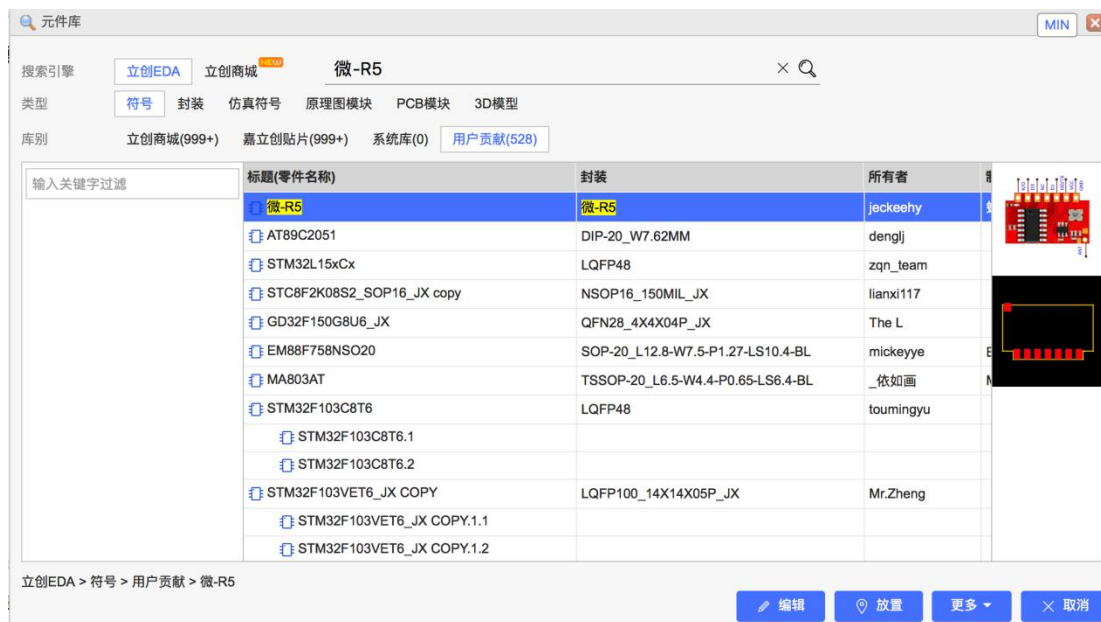 元件库 MIN
搜索引擎 立创EDA 立创商城 NEW 微-R5
类型 符号 封装 仿真符号 原理图模块 PCB模块 3D模型
库别 立创商城(999+) 嘉立创贴片(999+) 系统库(0) 用户贡献(528)
输入关键字过滤
标题(零件名称) 封装 所有者
微-R5 微-R5 jeckeehy
AT89C2051 DIP-20_W7.62MM denglj
STM32L15xCx LQFP48 zqn_team
STC8F2K08S2_SOP16_JX copy NSOP16_150MIL_JX lianxi117
GD32F150G8U6_JX QFN28_4X4X04P_JX The L
EM88F758NSO20 SOP-20_L12.8-W7.5-P1.27-LS10.4-BL mickeyye
MA803AT TSSOP-20_L6.5-W4.4-P0.65-LS6.4-BL _依如画
STM32F103C8T6 LQFP48 toumingyu
STM32F103C8T6.1
STM32F103C8T6.2
STM32F103VET6_JX COPY LQFP100_14X14X05P_JX Mr.Zheng
STM32F103VET6_JX COPY.1.1
STM32F103VET6_JX COPY.1.2
立创EDA > 符号 > 用户贡献 > 微-R5
编辑 放置 更多 取消